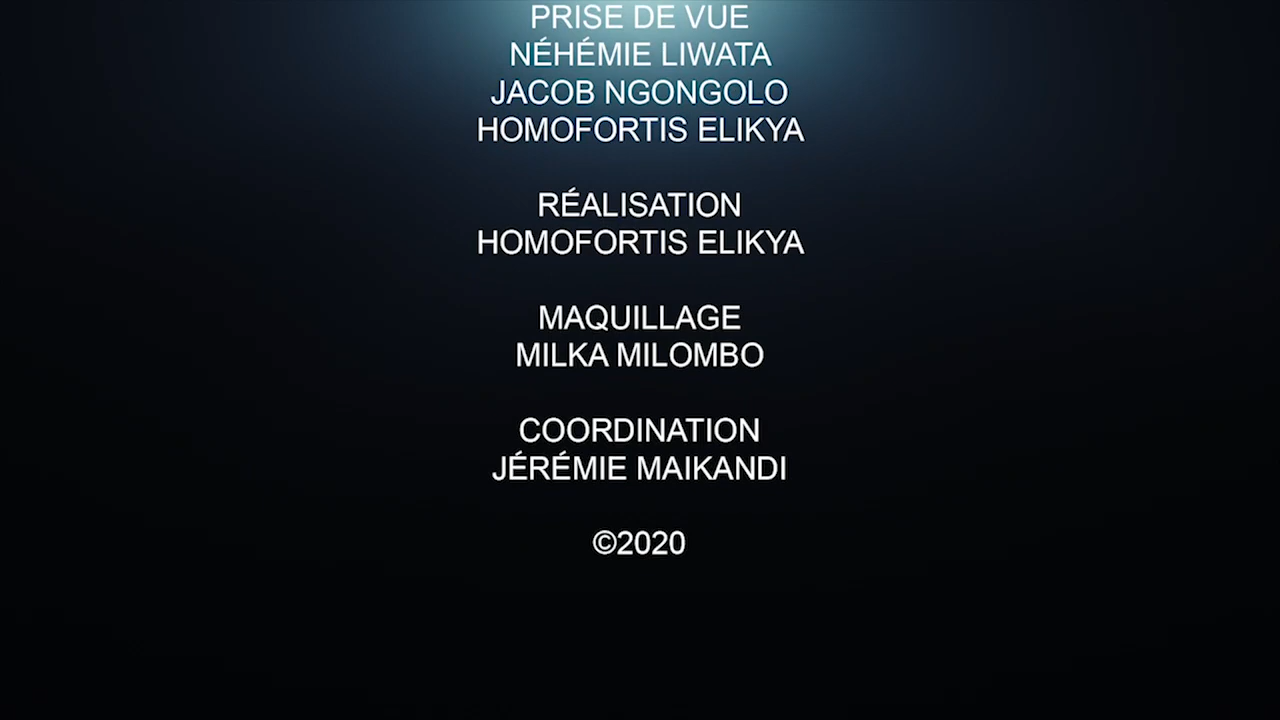 PRISE DE VUE
NÉHÉMIE LIWATA
JACOB NGONGOLO
HOMOFORTIS ELIKYA
RÉALISATION
HOMOFORTIS ELIKYA
MAQUILLAGE
MILKA MILOMBO
COORDINATION
JÉRÉMIE MAIKANDI
©2020